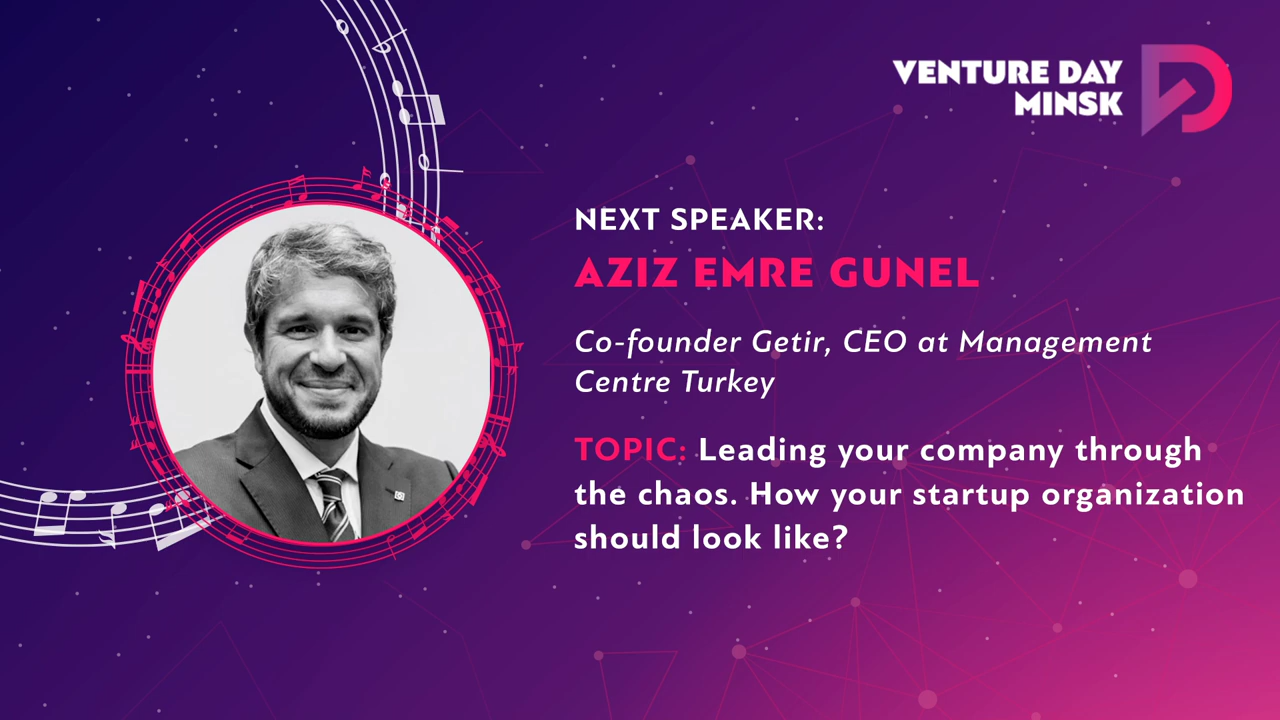 VENTURE DAY
MINSK
NEXT SPEAKER:
AZIZ EMRE GUNEL
Co-founder Getir, CEO at Management
Centre Turkey
TOPIC: Leading your company through
the chaos. How your startup organization
should look like?